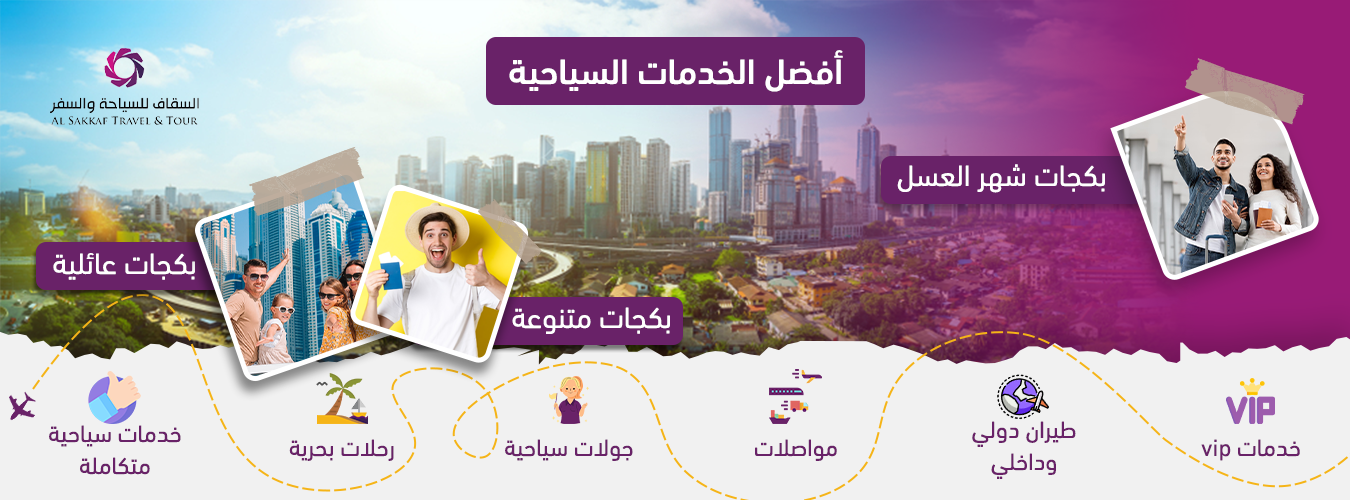 أفضل الخدمات السياحية
السقاف للسياحة والسفر
AL SAKKAF TRAVEL & TOUR
بكجات شهر العسل
بكجات عائلية
بكجات متنوعة
VIP
خدمات vip
طيران دولي
وداخلي
مواصلات
جولات سياحية
رحلات بحرية
خدمات سياحية
متكاملة